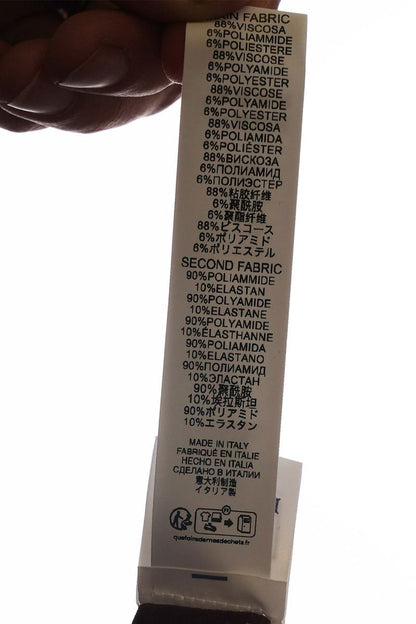 MAIN FABRIC
88%VISCOSA
6%POLIAMMIDE
6%POLIESTERE
88%VISCOSE
6%POLYAMIDE
6%POLYESTER
88%VISCOSE
6%POLYAMIDE
6%POLYESTER
88%VISCOSA
6%POLIAMIDA
6%POLIÉSTER
88%ВИСКОЗА
6%ПОЛИАМИД
6%ПОЛИЭСТЕР
88%粘胶纤维
6%聚酰胺
6%聚酯纤维
88%ビスコース
6%ポリアミド
6%ポリエステル
SECOND FABRIC
90%POLIAMMIDE
10%ELASTAN
90%POLYAMIDE
10%ELASTANE
90%POLYAMIDE
10%ÉLASTHANNE
90%POLIAMIDA
10%ELASTANO
90%ПОЛИАМИД
10%ЭЛАСТАН
90%聚酰胺
10%埃拉斯坦
90%ポリアミド
10%エラスタン
MADE IN ITALY
FABRIQUÉ EN ITALIE
HECHO EN ITALIA
СДЕЛАНО В ИТАЛИИ
意大利制造
イタリア製
FR
quefairedemesdechets.fr